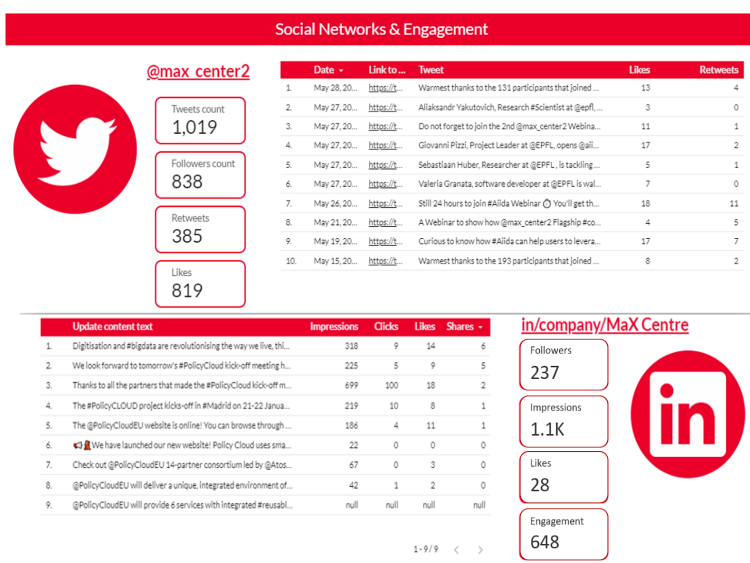 Social Networks & Engagement
@max_center2
Tweets count
1,019
Followers count
838
Retweets
385
Likes
819
Date Link to ... Tweet Likes Retweets
1. May 28, 20... https://t... Warmest thanks to the 131 participants that joined ... 13 4
2. May 27, 20... https://t... Aliaksandr Yakutovich, Research #Scientist at @epfl, ... 3 0
3. May 27, 20... https://t... Do not forget to join the 2nd @max_center2 Webina... 11 1
4. May 27, 20... https://t... Giovanni Pizzi, Project Leader at @EPFL, opens @aii... 17 2
5. May 27, 20... https://t... Sebastiaan Huber, Researcher at @EPFL, is tackling ... 5 1
6. May 27, 20... https://t... Valeria Granata, software developer at @EPFL is wal... 7 0
7. May 26, 20... https://t... Still 24 hours to join #Aiida Webinar ⏱ You'll get th... 18 11
8. May 21, 20... https://t... A Webinar to show how @max_center2 Flagship #co... 4 5
9. May 19, 20... https://t... Curious to know how #Aiida can help users to levera... 17 7
10. May 15, 20... https://t... Warmest thanks to the 193 participants that joined ... 8 2
Update content text Impressions Clicks Likes Shares
1. Digitisation and #bigdata are revolutionising the way we live, thi... 318 9 14 6
2. We look forward to tomorrow's #PolicyCloud kick-off meeting h... 225 5 9 5
3. Thanks to all the partners that made the #PolicyCloud kick-off m... 699 100 18 2
4. The #PolicyCLOUD project kicks-off in #Madrid on 21-22 Janua... 219 10 8 1
5. The @PolicyCloudEU website is online! You can browse through ... 186 4 11 1
6. 📢 We have launched our new website! Policy Cloud uses sma... 22 0 0 0
7. Check out @PolicyCloudEU 14-partner consortium led by @Atos... 67 0 3 0
8. @PolicyCloudEU will deliver a unique, integrated environment of... 42 1 2 0
9. @PolicyCloudEU will provide 6 services with integrated #reusabl... null null null null
1 - 9 / 9 < >
in/company/MaX Centre
Followers
237
Impressions
1.1K
Likes
28
Engagement
648
in